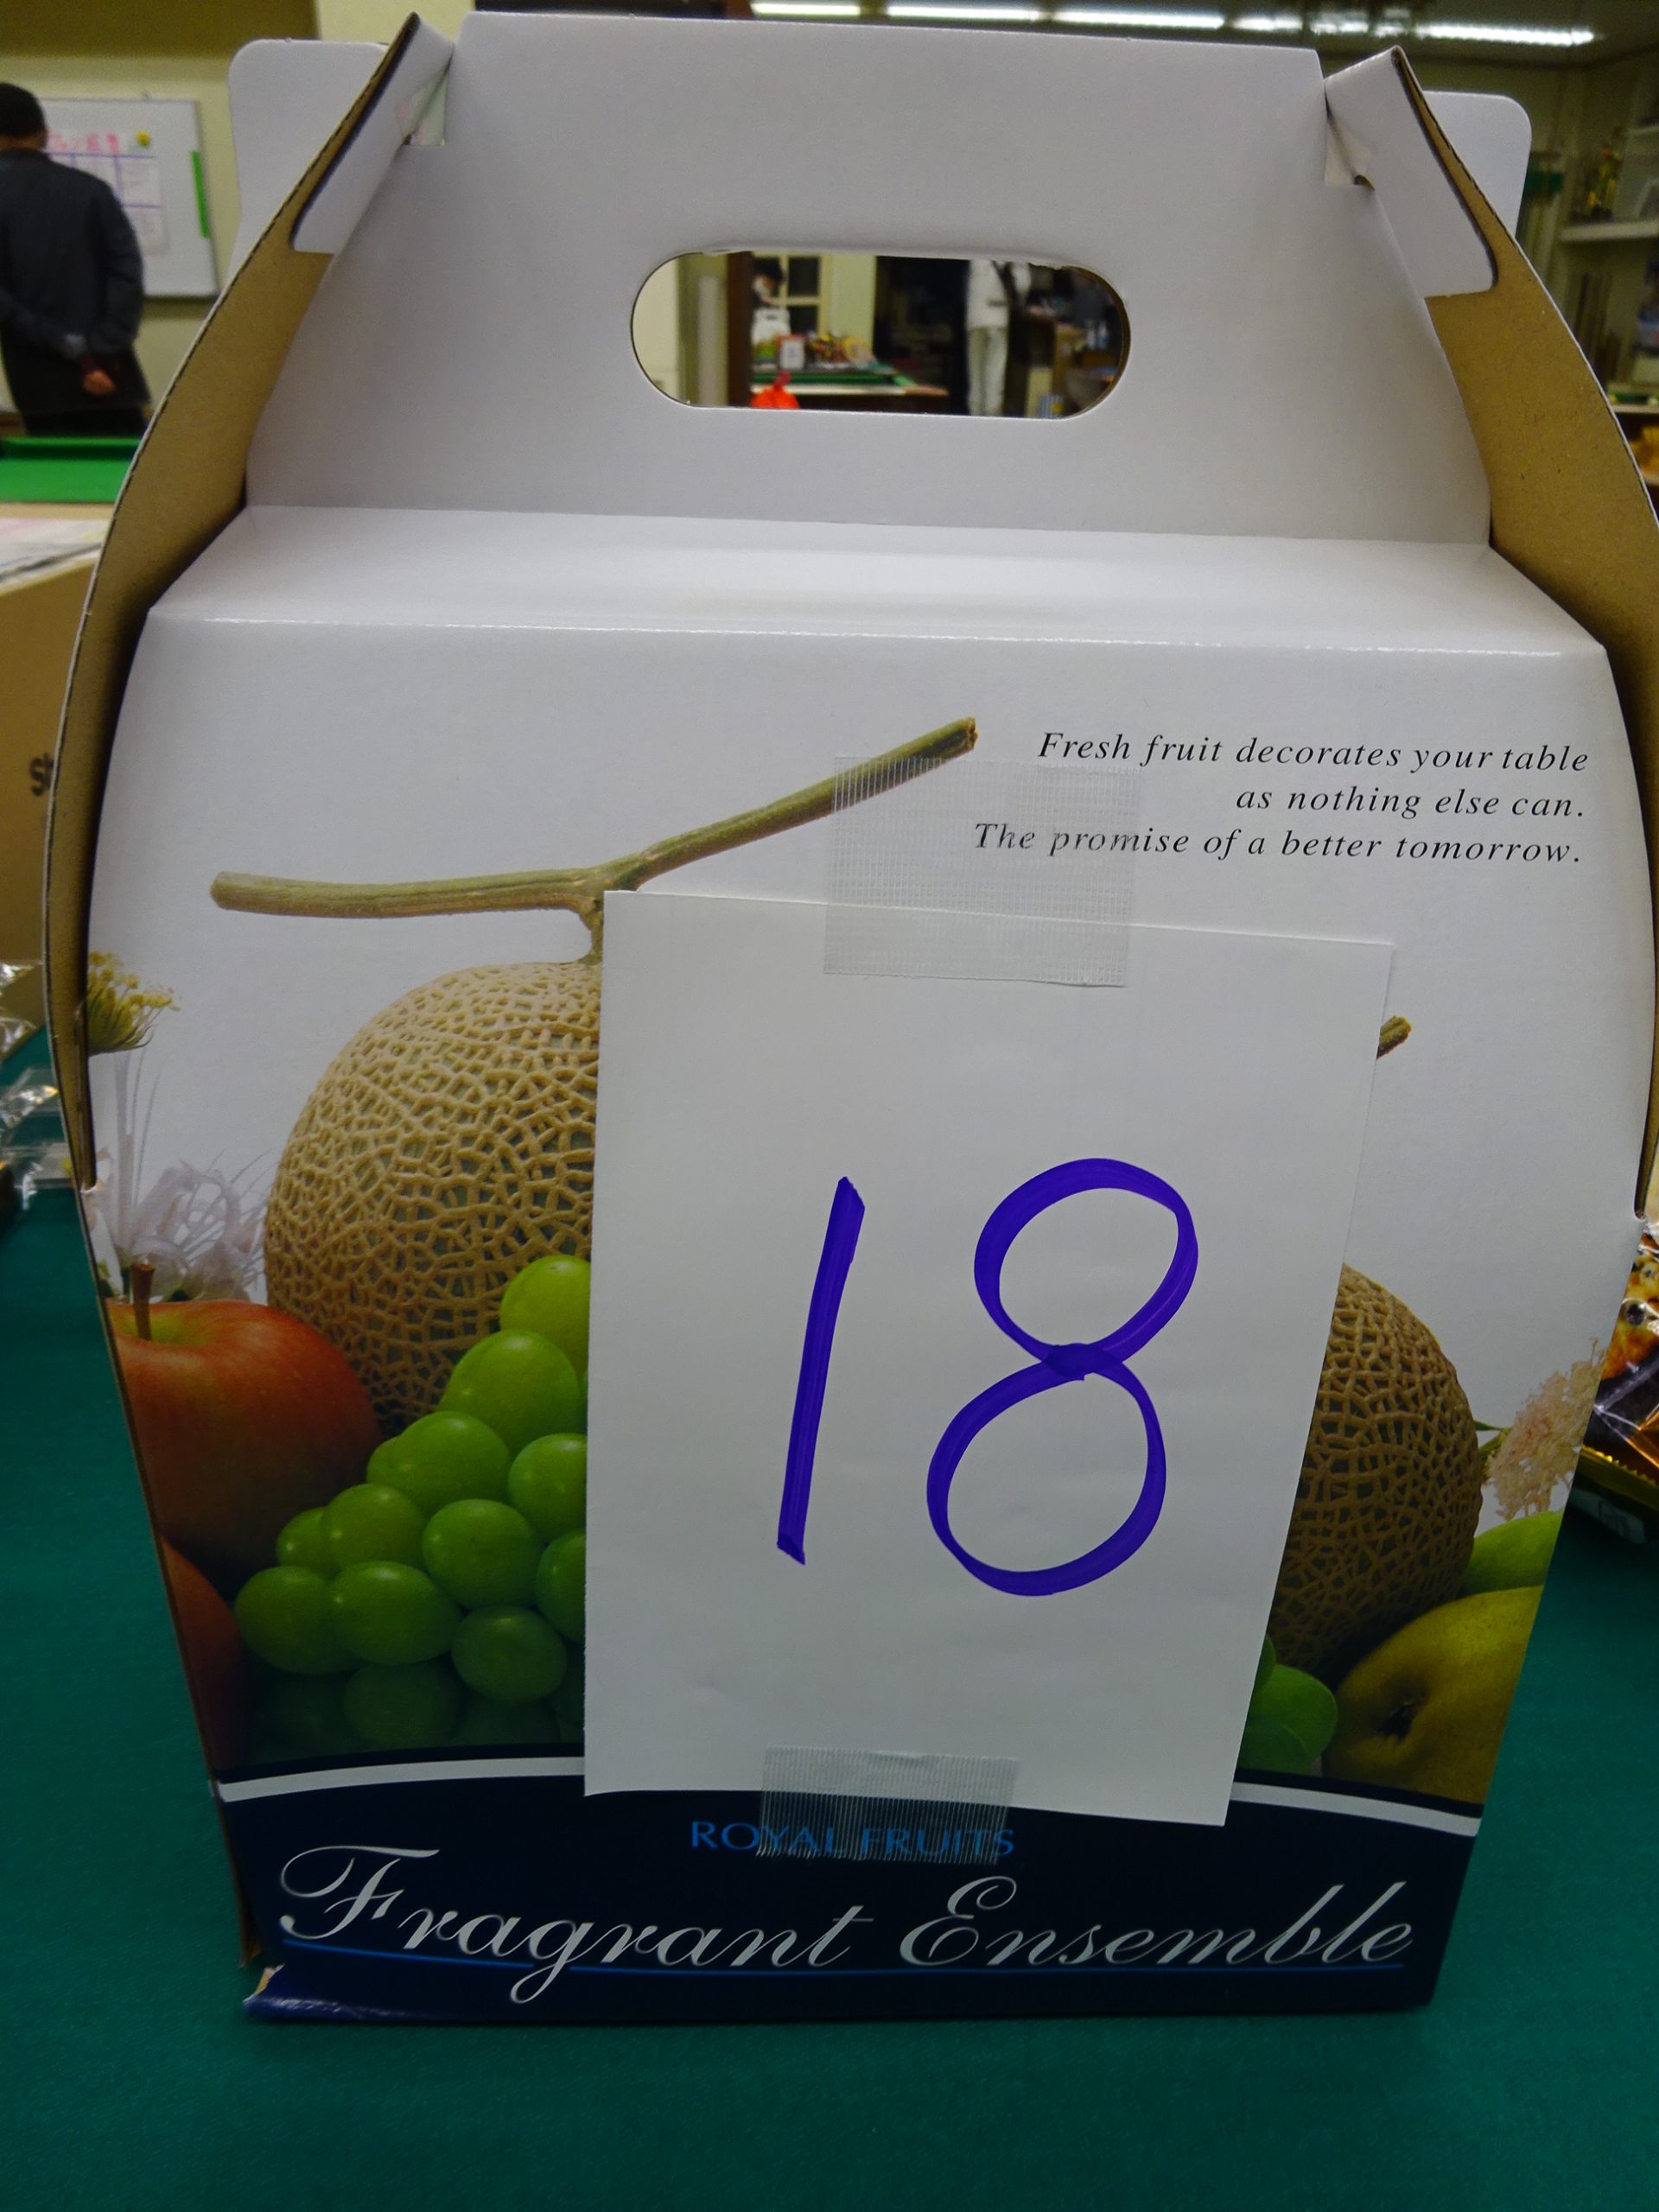 Fresh fruit decorates your table
as nothing else can.
The promise of a better tomorrow.
18
ROYAL FRUITS
Fragrant Ensemble